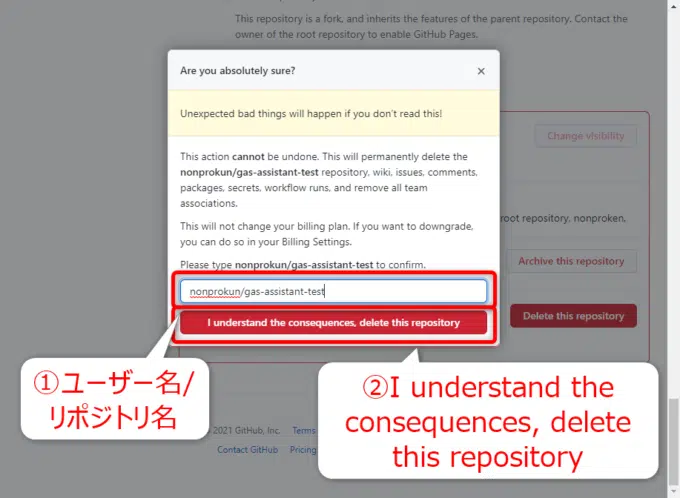 This repository is a fork, and inherits the features of the parent repository. Contact the
owner of the root repository to enable GitHub Pages.
Are you absolutely sure?
Unexpected bad things will happen if you don't read this!
Change visibility
This action cannot be undone. This will permanently delete the
nonprokun/gas-assistant-test repository, wiki, issues, comments,
packages, secrets, workflow runs, and remove all team
associations.
This will not change your billing plan. If you want to downgrade,
you can do so in your Billing Settings.
root repository, nonproken,
Please type nonprokun/gas-assistant-test to confirm.
Archive this repository
nonprokun/gas-assistant-test
I understand the consequences, delete this repository
Delete this repository
①ユーザー名/
リポジトリ名
②I understand the
consequences, delete
this repository
2021 GitHub, Inc. Terms
Contact GitHub Pricing